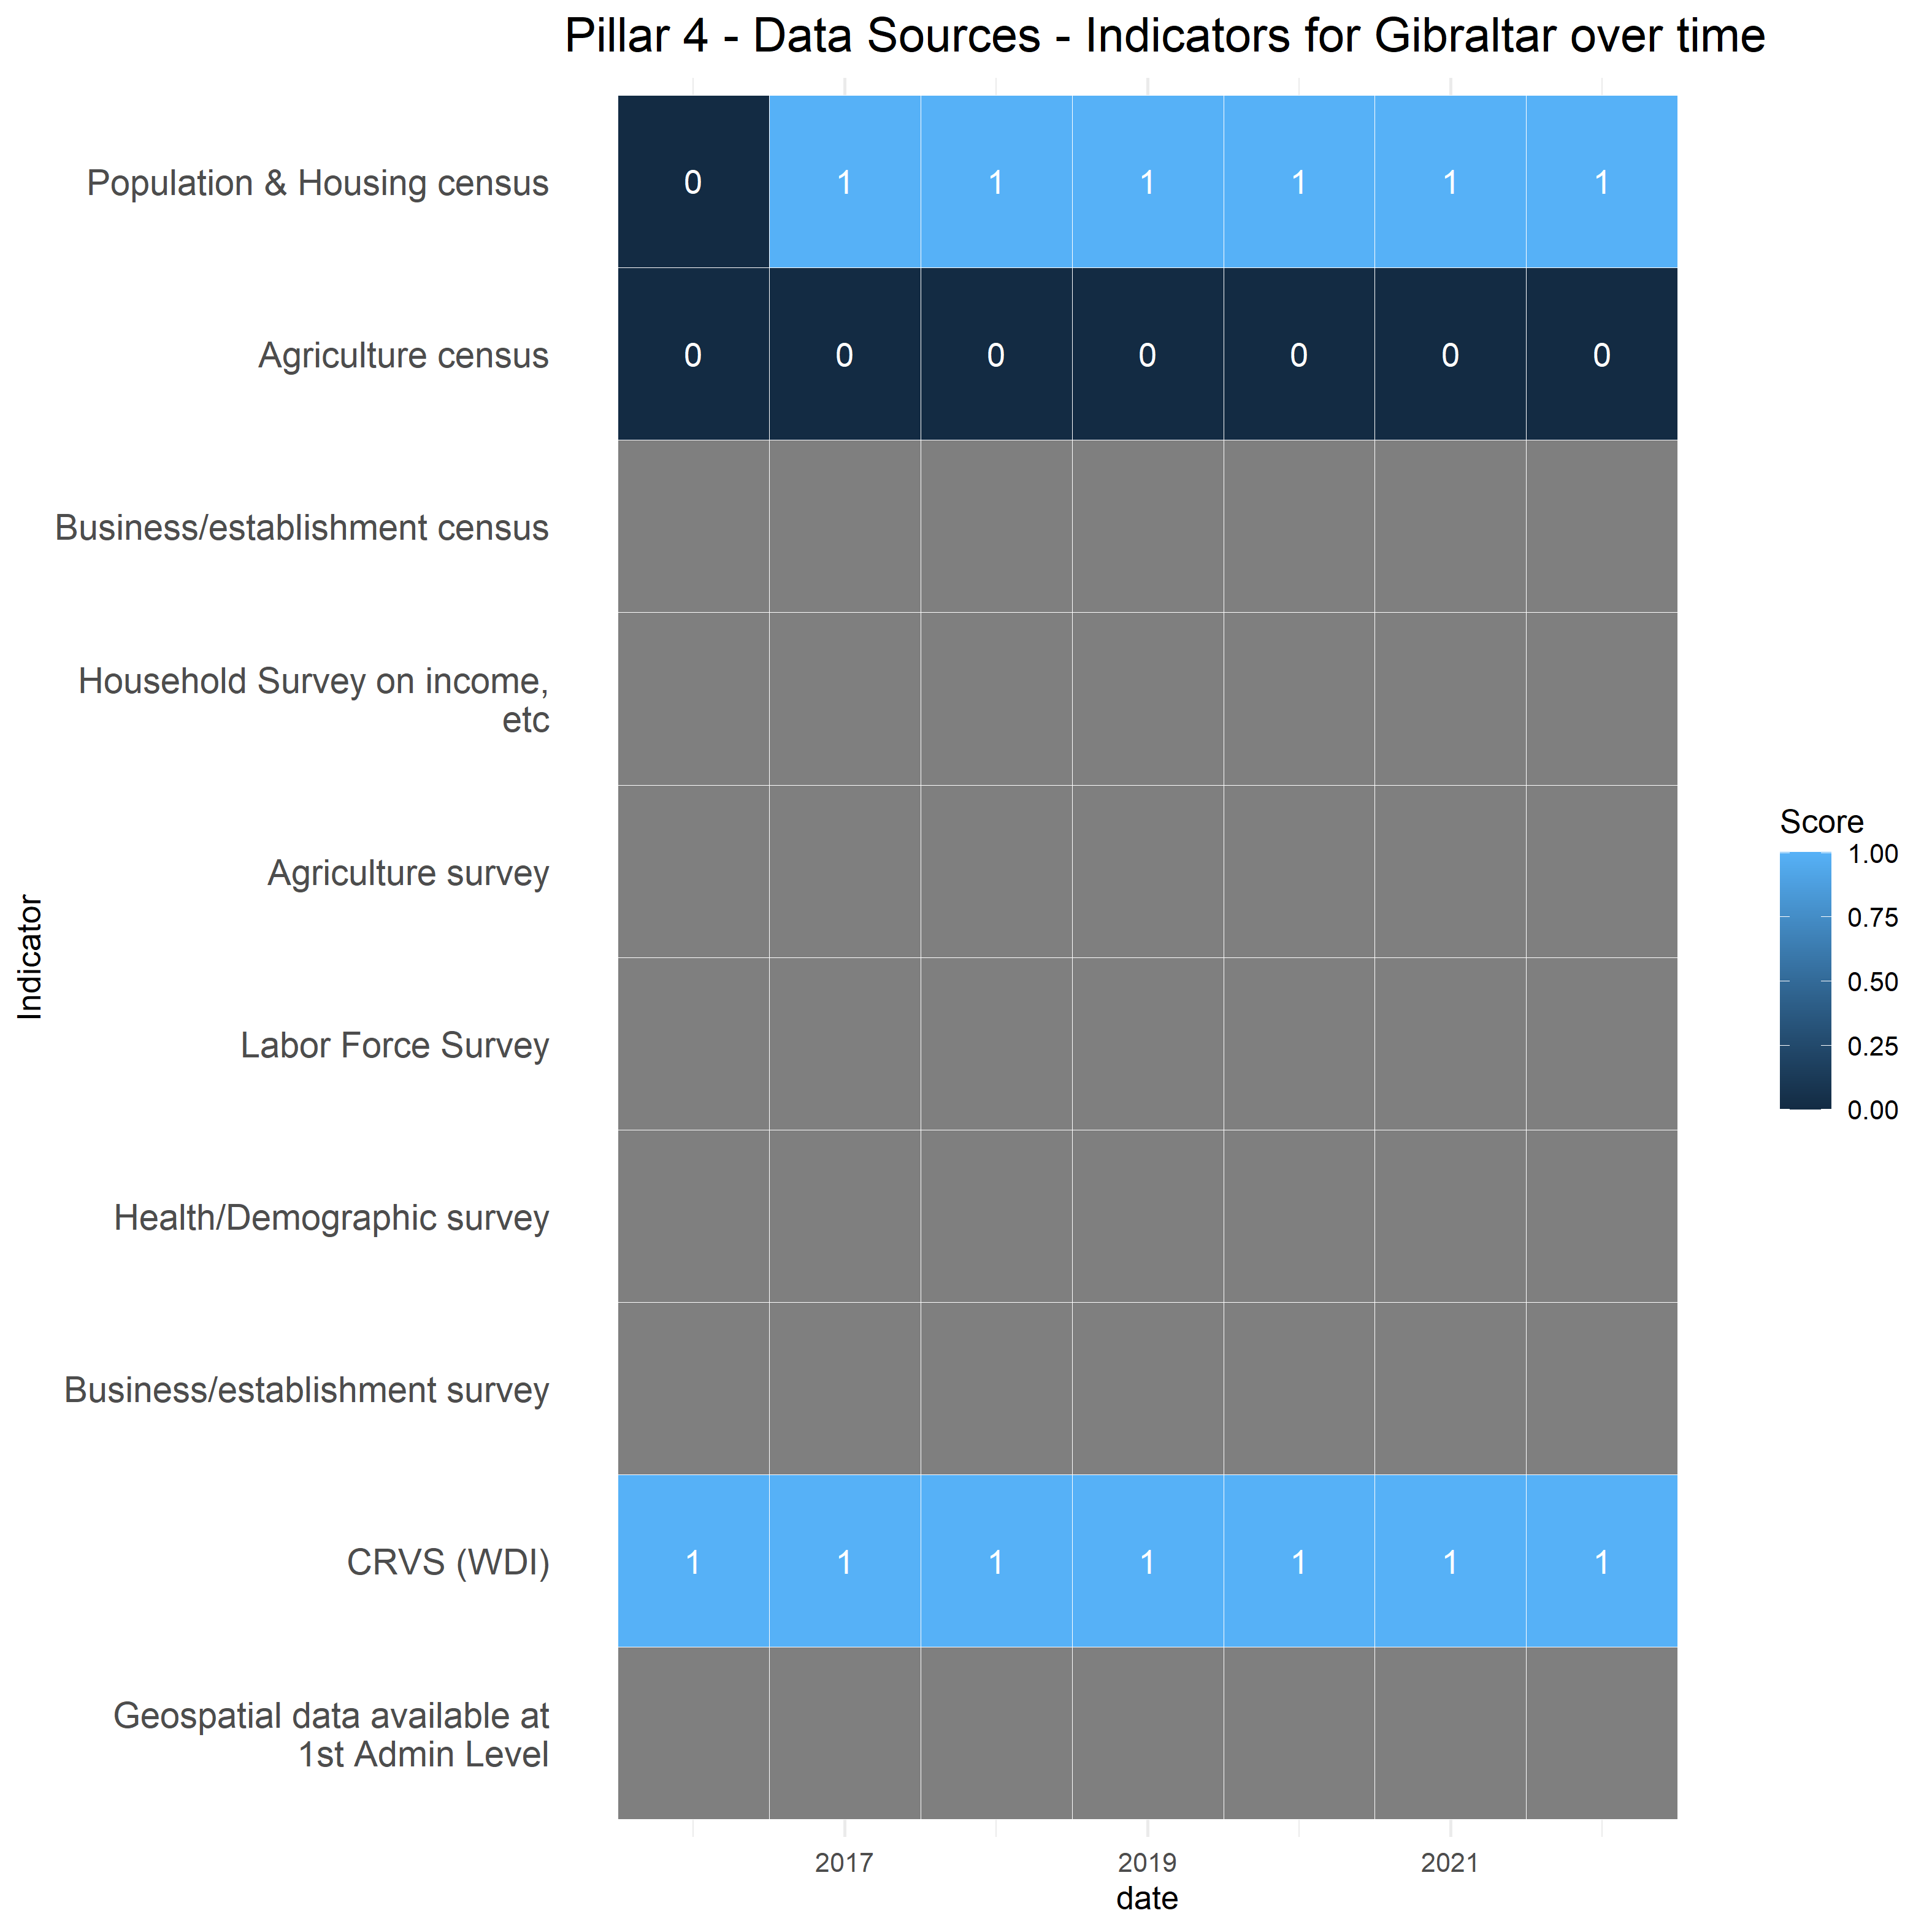 Pillar 4 - Data Sources - Indicators for Gibraltar over time
Population & Housing census
0 1 1 1 1 1 1
Agriculture census
0 0 0 0 0 0 0
Business/establishment census
Household Survey on income,
etc
Agriculture survey
Labor Force Survey
Health/Demographic survey
Business/establishment survey
CRVS (WDI)
1 1 1 1 1 1 1
Geospatial data available at
1st Admin Level
Indicator
2017 2019 2021
date
Score
1.00
0.75
0.50
0.25
0.00